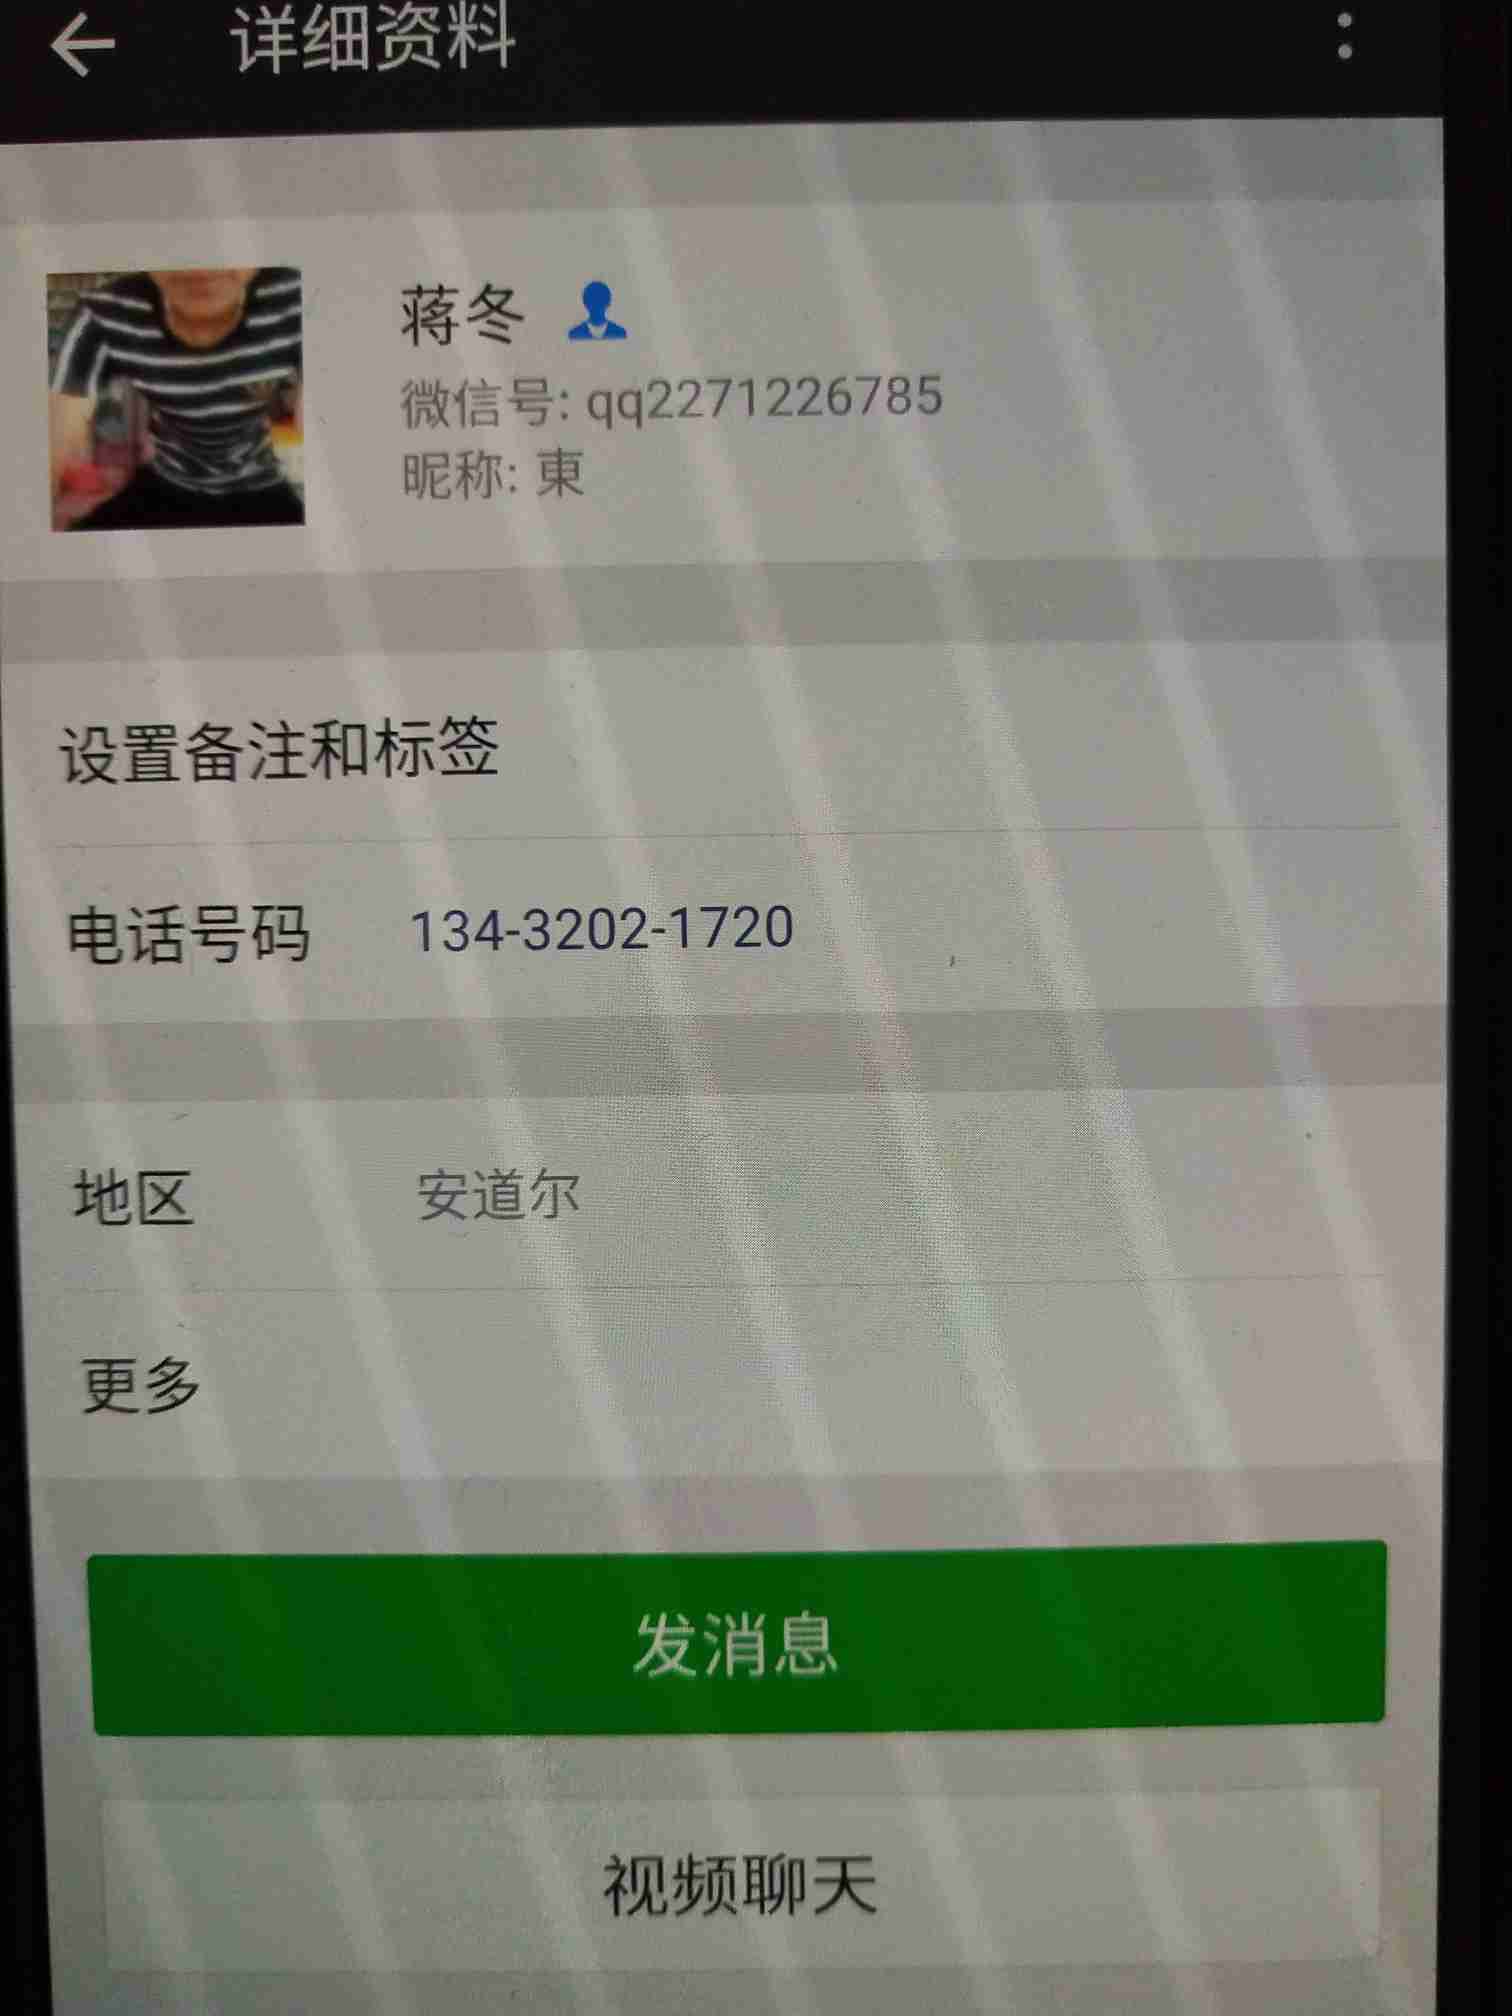 详细资料
蒋冬
微信号: qq2271226785
昵称: 東
设置备注和标签
电话号码 134-3202-1720
地区 安道尔
更多
发消息
视频聊天